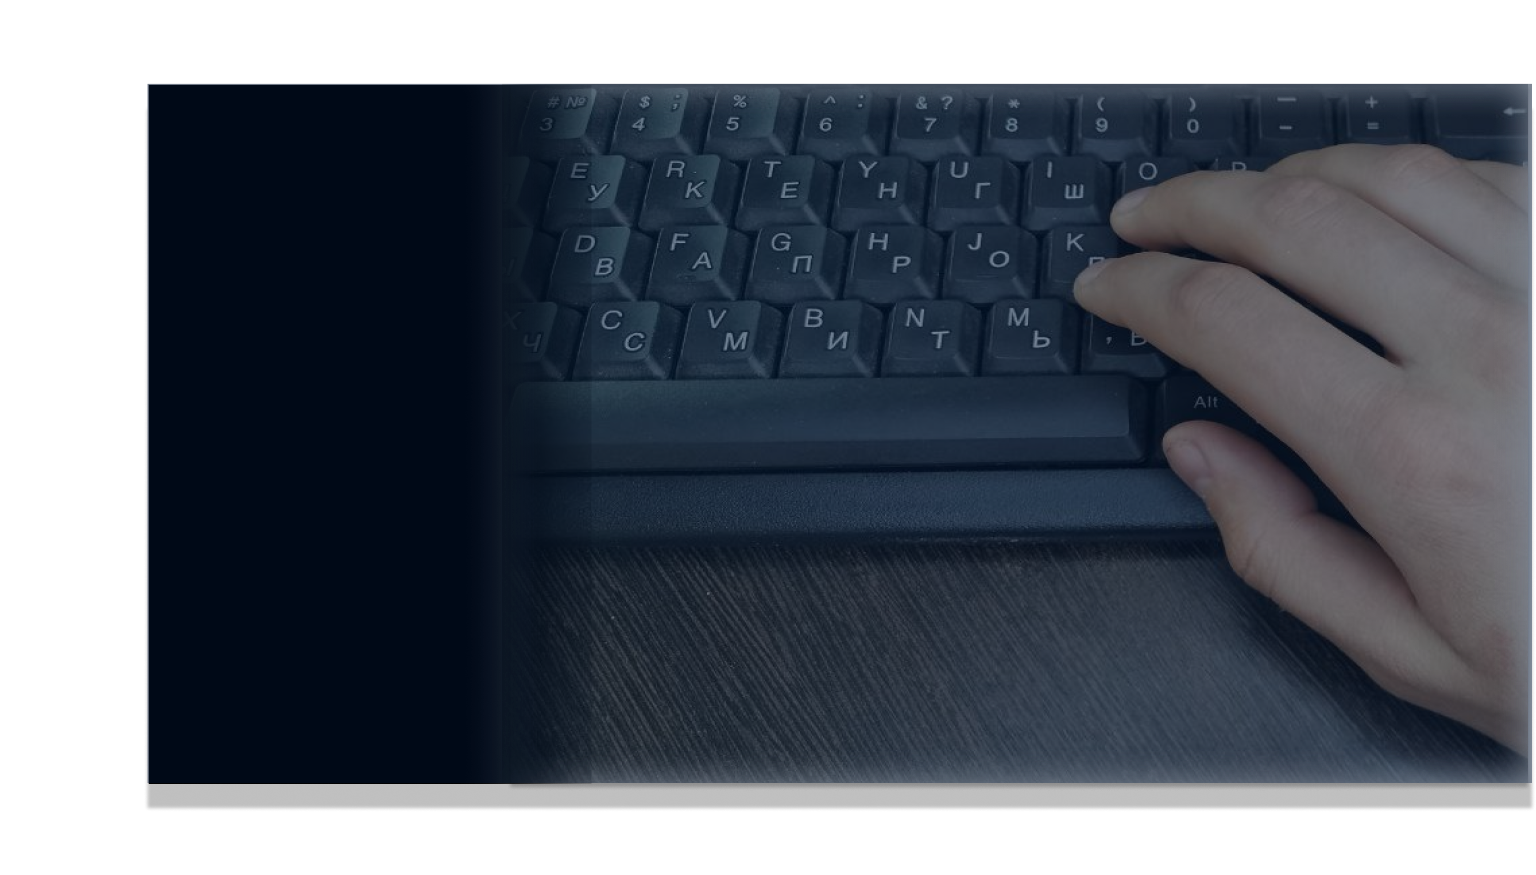 # № $ ; % ^ : & ? * ( ) — +
3 4 5 6 7 8 9 0 – = ←
E У R К T Е Y Н U Г I Ш O P
D В F А G П H Р J О K
Ч C С V М B И N Т M Ь ,
Alt